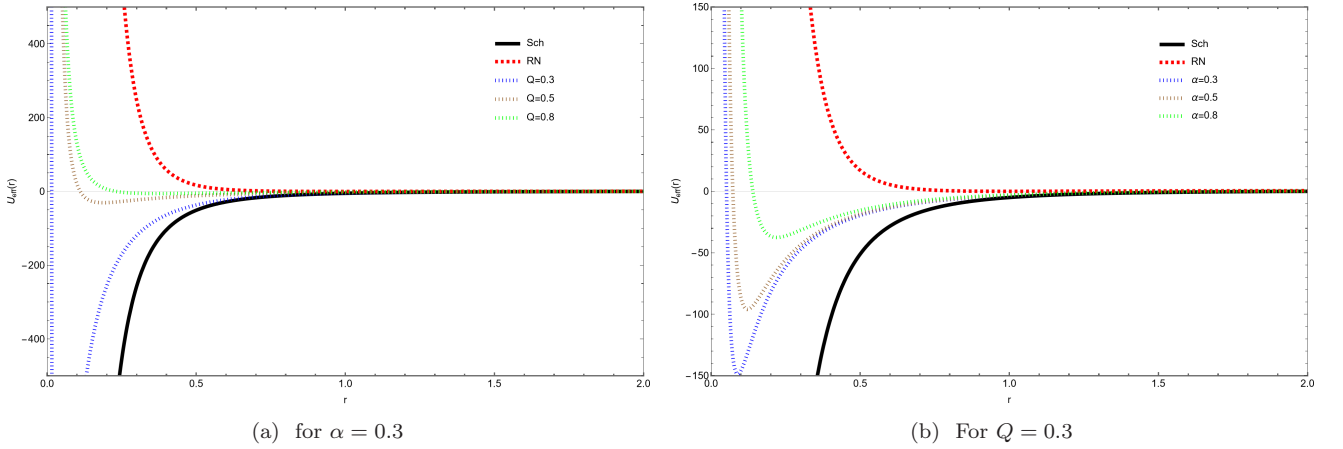 400
200
0
-200
-400
U_eff(r)
0.0 0.5 1.0 1.5 2.0
r
Sch
RN
Q=0.3
Q=0.5
Q=0.8
(a) for α = 0.3
150
100
50
0
-50
-100
-150
U_eff(r)
0.0 0.5 1.0 1.5 2.0
r
Sch
RN
α=0.3
α=0.5
α=0.8
(b) For Q = 0.3